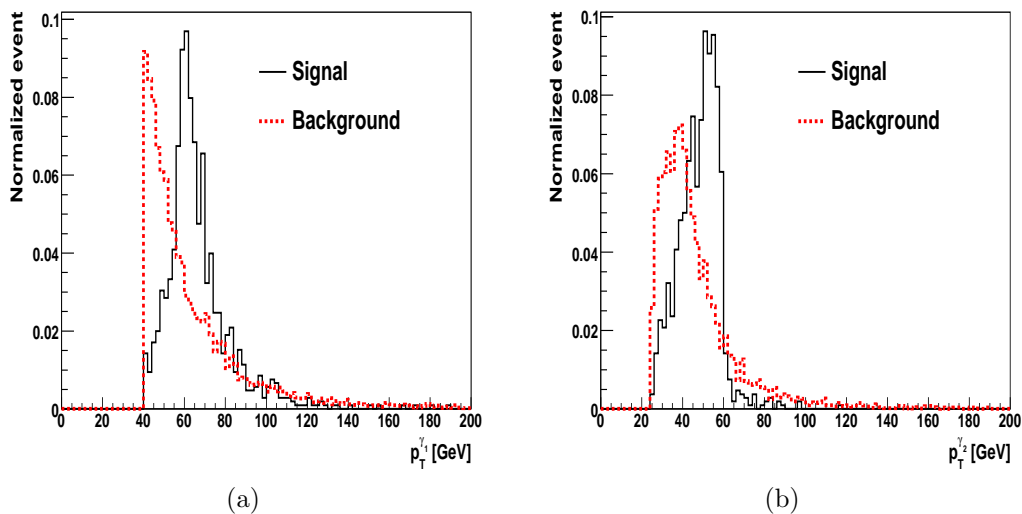 Normalized event
0.1
0.08
0.06
0.04
0.02
0
0 20 40 60 80 100 120 140 160 180 200
Signal
Background
p_T^{γ_1} [GeV]
(a)
Normalized event
0.1
0.08
0.06
0.04
0.02
0
0 20 40 60 80 100 120 140 160 180 200
Signal
Background
p_T^{γ_2} [GeV]
(b)